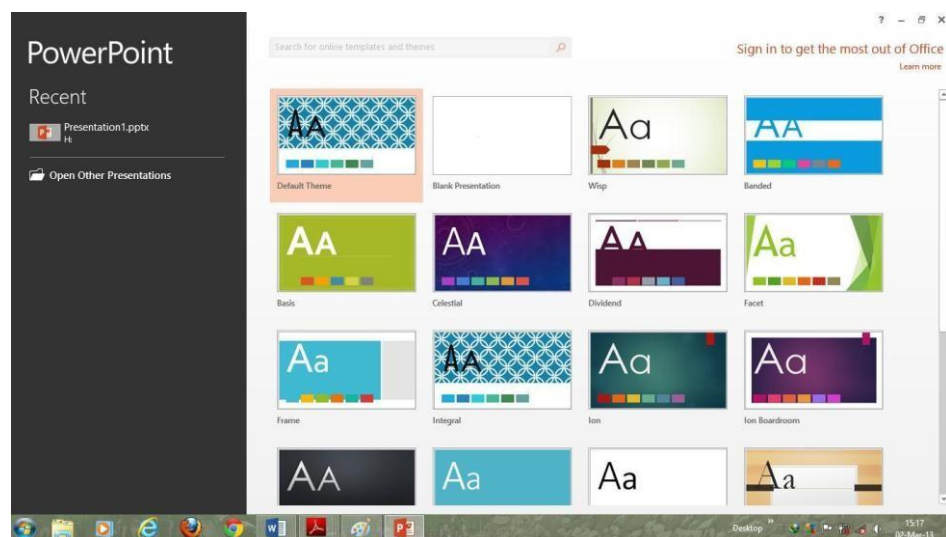 ?
PowerPoint
Search for online templates and themes
Sign in to get the most out of Office
Learn more
Recent
Presentation1.pptx
H:
Open Other Presentations
AA
Aa
AA
Default Theme
Blank Presentation
Wisp
Banded
AA
AA
AA
Aa
Basis
Celestial
Dividend
Facet
Aa
AA
Aa
Aa
Frame
Integral
Ion
Ion Boardroom
AA
Aa
Aa
Aa
Desktop
15:17
02-Mar-13